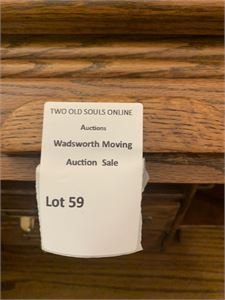 TWO OLD SOULS ONLINE
Auctions
Wadsworth Moving
Auction Sale
Lot 59